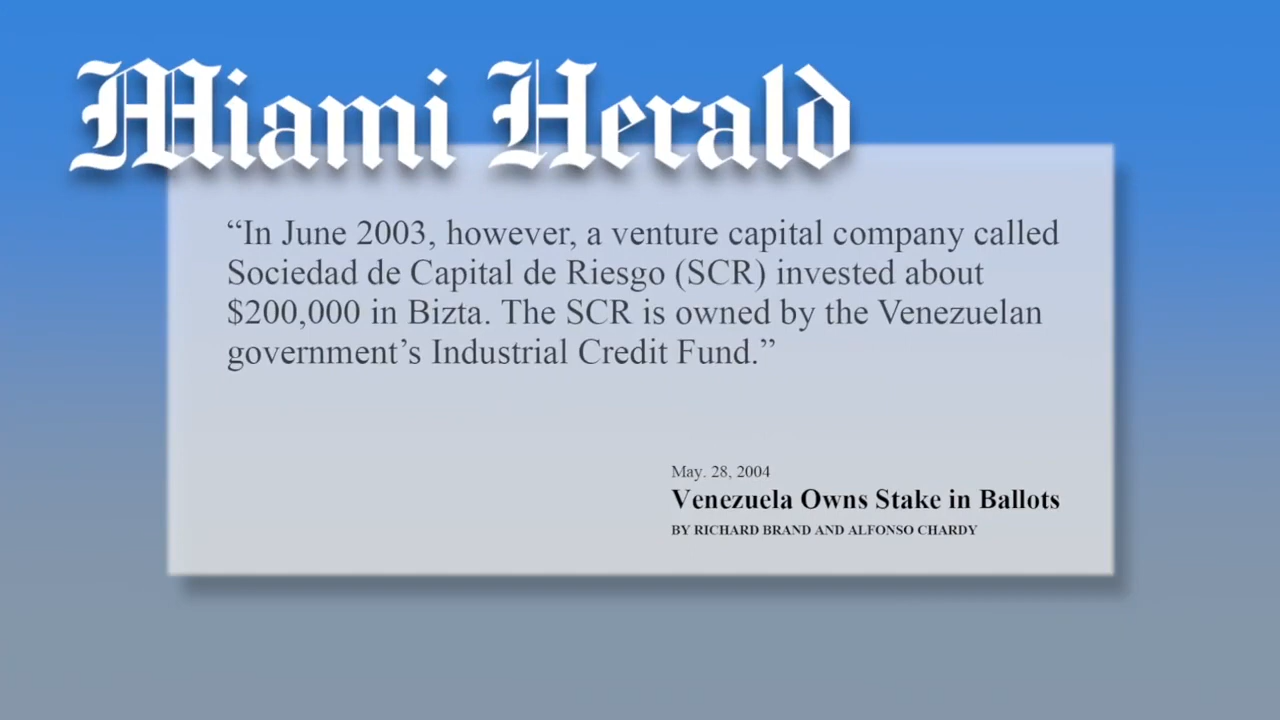 Miami Herald
“In June 2003, however, a venture capital company called
Sociedad de Capital de Riesgo (SCR) invested about
$200,000 in Bizta. The SCR is owned by the Venezuelan
government’s Industrial Credit Fund.”
May. 28, 2004
Venezuela Owns Stake in Ballots
BY RICHARD BRAND AND ALFONSO CHARDY